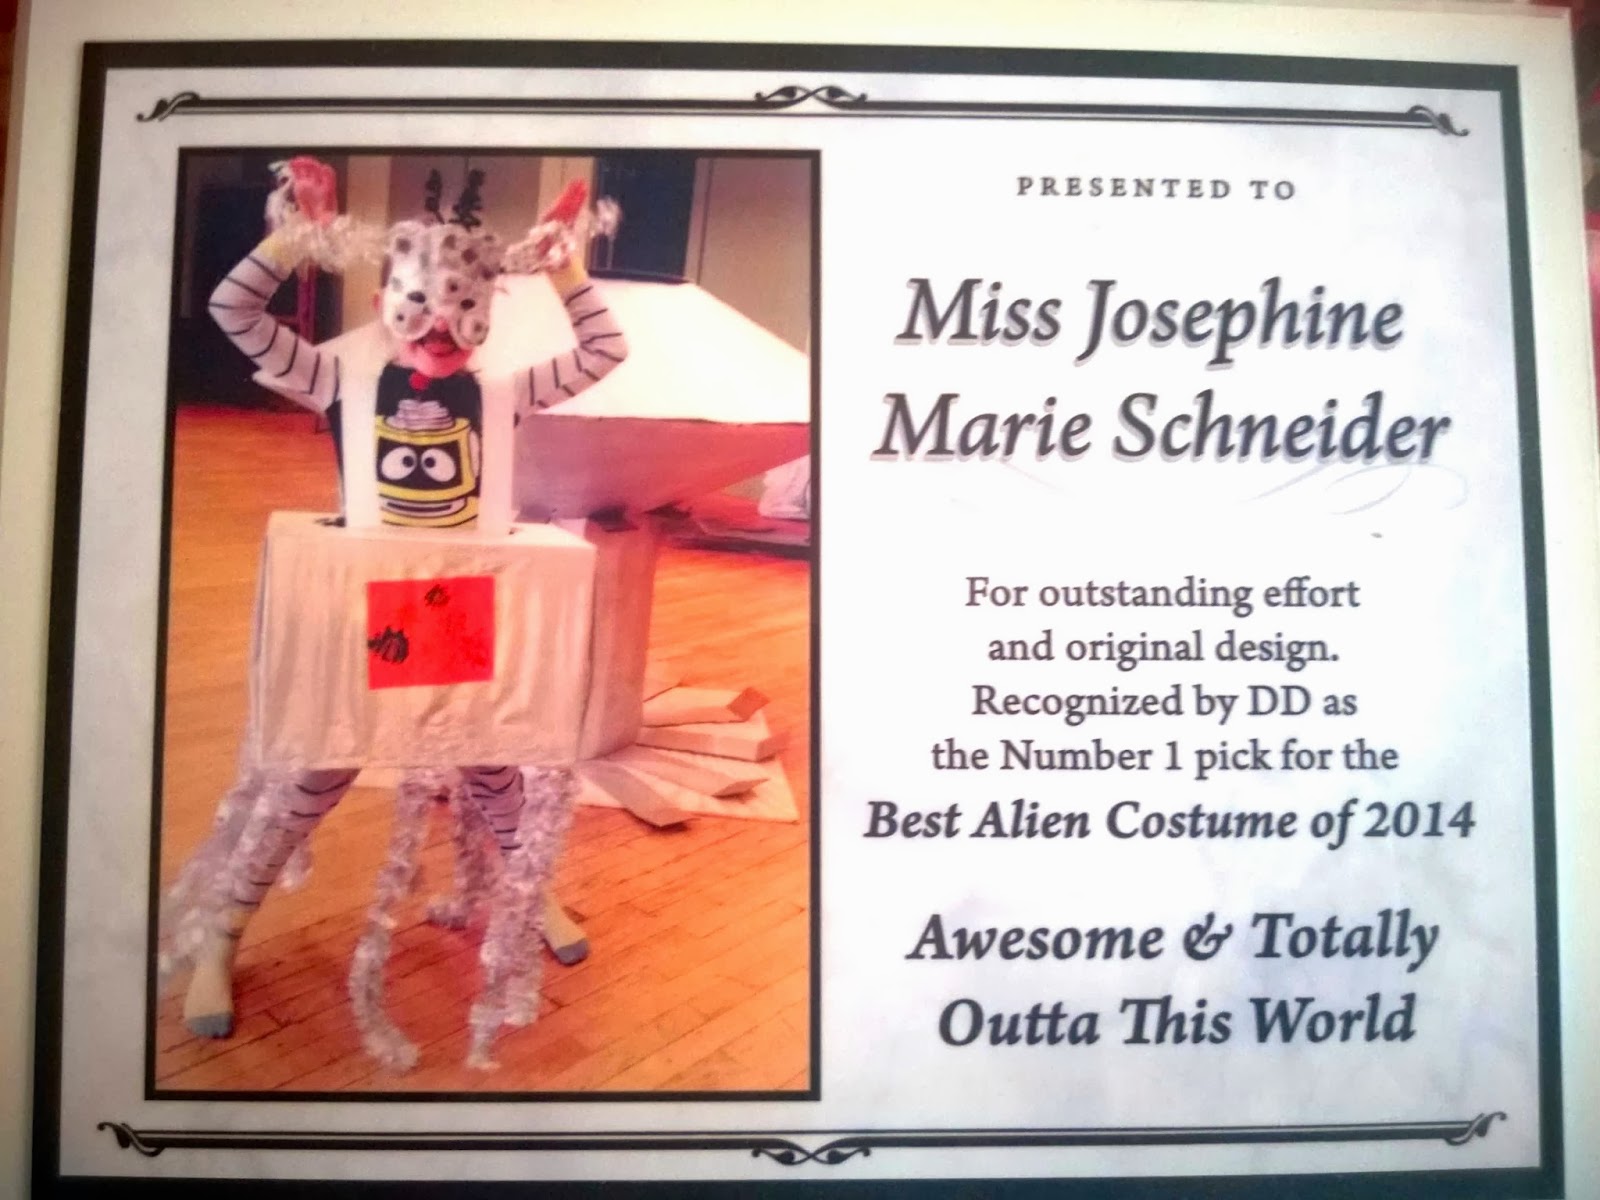 PRESENTED TO
Miss Josephine
Marie Schneider
For outstanding effort
and original design.
Recognized by DD as
the Number 1 pick for the
Best Alien Costume of 2014
Awesome & Totally
Outta This World